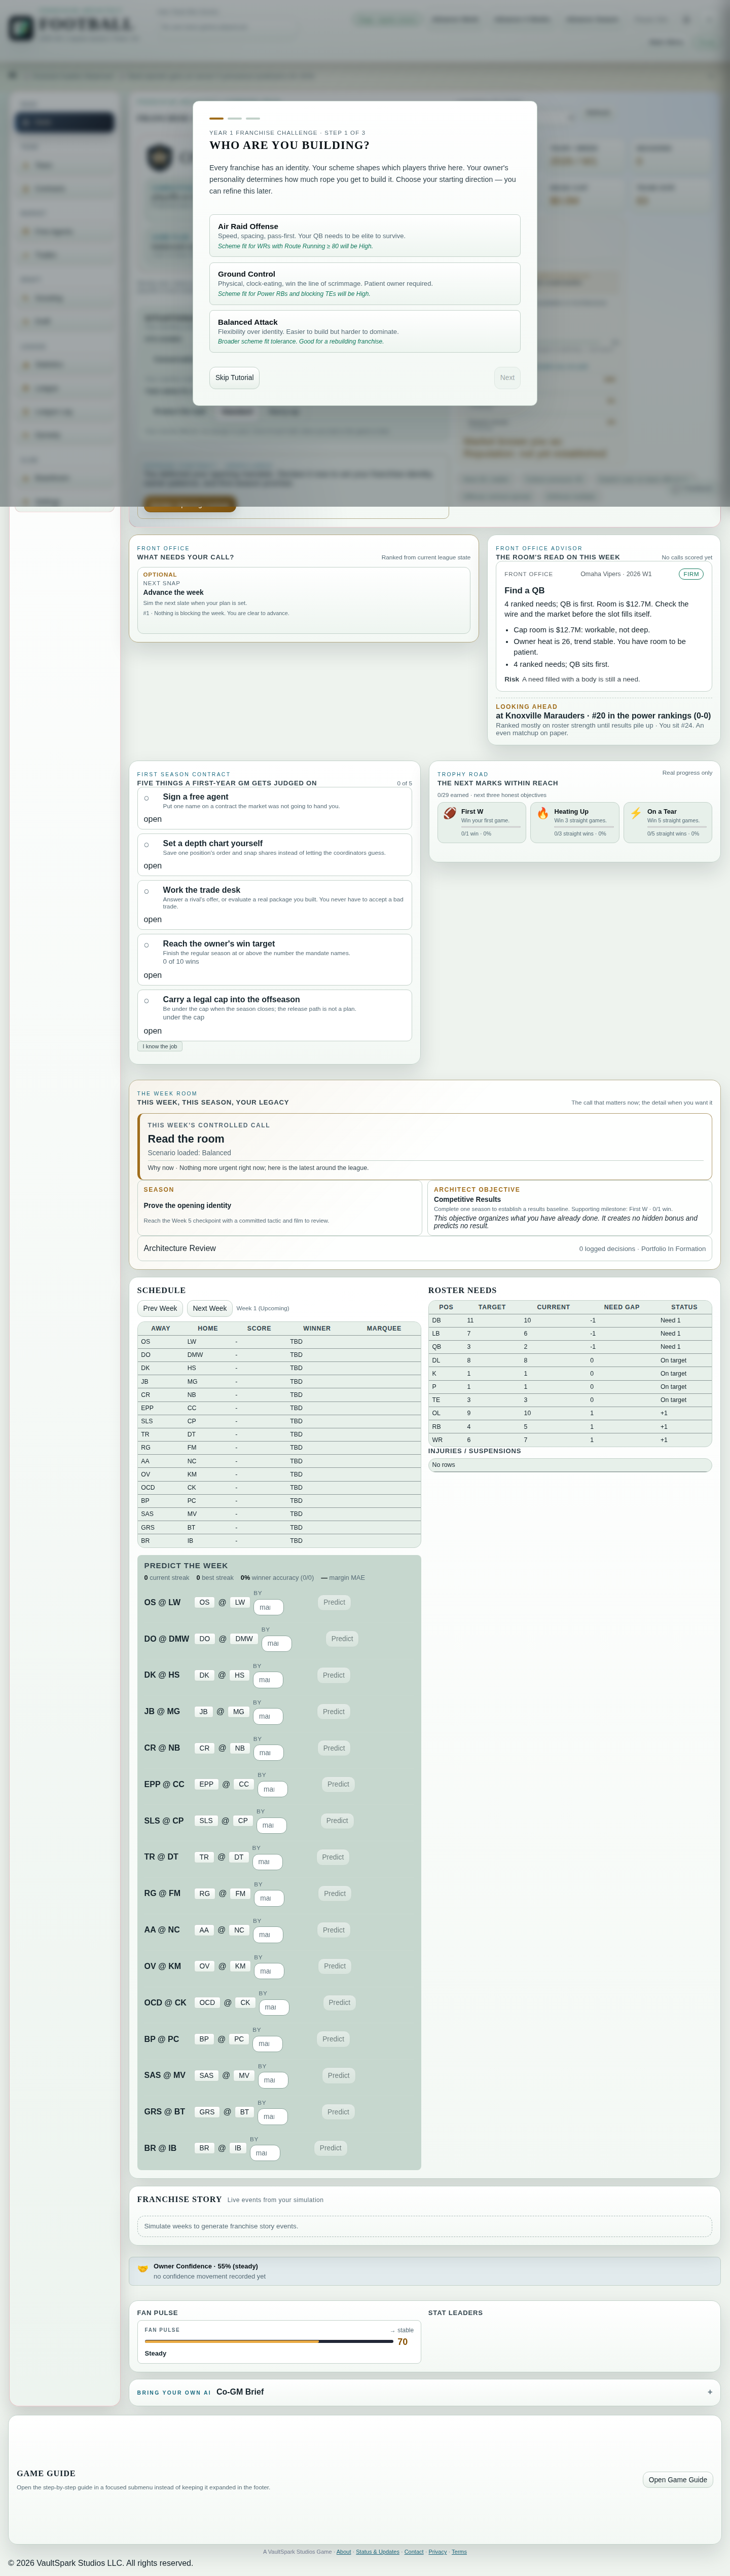 FOOTBALL
YEAR 1 FRANCHISE CHALLENGE · STEP 1 OF 3
WHO ARE YOU BUILDING?
Every franchise has an identity. Your scheme shapes which players thrive here. Your owner's
personality determines how much rope you get to build it. Choose your starting direction — you
can refine this later.
Air Raid Offense
Speed, spacing, pass-first. Your QB needs to be elite to survive.
Scheme fit for WRs with Route Running ≥ 80 will be High.
Ground Control
Physical, clock-eating, win the line of scrimmage. Patient owner required.
Scheme fit for Power RBs and blocking TEs will be High.
Balanced Attack
Flexibility over identity. Easier to build but harder to dominate.
Broader scheme fit tolerance. Good for a rebuilding franchise.
Skip Tutorial
Next
FRONT OFFICE
WHAT NEEDS YOUR CALL?
Ranked from current league state
OPTIONAL
NEXT SNAP
Advance the week
Sim the next state when your plan is set.
#1 · Nothing is blocking the week. You are clear to advance.
FRONT OFFICE ADVISOR
THE ROOM'S READ ON THIS WEEK
No calls scored yet
FRONT OFFICE
Omaha Vipers · 2026 W1
FIRM
Find a QB
4 ranked needs; QB is first. Room is $12.7M. Check the
wire and the market before the slot fills itself.
• Cap room is $12.7M: workable, not deep.
• Owner heat is 26, trend stable. You have room to be
patient.
• 4 ranked needs; QB sits first.
Risk A need filled with a body is still a need.
LOOKING AHEAD
at Knoxville Marauders · #20 in the power rankings (0-0)
Ranked mostly on roster strength until results pile up · You sit #24. An
even matchup on paper.
FIRST SEASON CONTRACT
FIVE THINGS A FIRST-YEAR GM GETS JUDGED ON
0 of 5
Sign a free agent
Put one name on a contract the market was not going to hand you.
open
Set a depth chart yourself
Save one position's order and snap shares instead of letting the coordinators guess.
open
Work the trade desk
Answer a rival's offer, or evaluate a real package you built. You never have to accept a bad
trade.
open
Reach the owner's win target
Finish the regular season at or above the number the mandate names.
0 of 10 wins
open
Carry a legal cap into the offseason
Be under the cap when the season closes; the release path is not a plan.
under the cap
open
I know the job
TROPHY ROAD
THE NEXT MARKS WITHIN REACH
Real progress only
0/29 earned · next three honest objectives
First W
Win your first game.
0/1 win · 0%
Heating Up
Win 3 straight games.
0/3 straight wins · 0%
On a Tear
Win 5 straight games.
0/5 straight wins · 0%
THE WEEK ROOM
THIS WEEK, THIS SEASON, YOUR LEGACY
The call that matters now; the detail when you want it
THIS WEEK'S CONTROLLED CALL
Read the room
Scenario loaded: Balanced
Why now · Nothing more urgent right now; here is the latest around the league.
SEASON
Prove the opening identity
Reach the Week 5 checkpoint with a committed tactic and film to review.
ARCHITECT OBJECTIVE
Competitive Results
Complete one season to establish a results baseline. Supporting milestone: First W · 0/1 win.
This objective organizes what you have already done. It creates no hidden bonus and
predicts no result.
Architecture Review
0 logged decisions · Portfolio In Formation
SCHEDULE
Prev Week Next Week Week 1 (Upcoming)
AWAY HOME SCORE WINNER MARQUEE
OS LW - TBD
DO DMW - TBD
DK HS - TBD
JB MG - TBD
CR NB - TBD
EPP CC - TBD
SLS CP - TBD
TR DT - TBD
RG FM - TBD
AA NC - TBD
OV KM - TBD
OCD CK - TBD
BP PC - TBD
SAS MV - TBD
GRS BT - TBD
BR IB - TBD
ROSTER NEEDS
POS TARGET CURRENT NEED GAP STATUS
DB 11 10 -1 Need 1
LB 7 6 -1 Need 1
QB 3 2 -1 Need 1
DL 8 8 0 On target
K 1 1 0 On target
P 1 1 0 On target
TE 3 3 0 On target
OL 9 10 1 +1
RB 4 5 1 +1
WR 6 7 1 +1
INJURIES / SUSPENSIONS
No rows
PREDICT THE WEEK
0 current streak 0 best streak 0% winner accuracy (0/0) — margin MAE
BY
OS @ LW OS @ LW mai Predict
BY
DO @ DMW DO @ DMW mai Predict
BY
DK @ HS DK @ HS mai Predict
BY
JB @ MG JB @ MG mai Predict
BY
CR @ NB CR @ NB mai Predict
BY
EPP @ CC EPP @ CC mai Predict
BY
SLS @ CP SLS @ CP mai Predict
BY
TR @ DT TR @ DT mai Predict
BY
RG @ FM RG @ FM mai Predict
BY
AA @ NC AA @ NC mai Predict
BY
OV @ KM OV @ KM mai Predict
BY
OCD @ CK OCD @ CK mai Predict
BY
BP @ PC BP @ PC mai Predict
BY
SAS @ MV SAS @ MV mai Predict
BY
GRS @ BT GRS @ BT mai Predict
BY
BR @ IB BR @ IB mai Predict
FRANCHISE STORY Live events from your simulation
Simulate weeks to generate franchise story events.
Owner Confidence · 55% (steady)
no confidence movement recorded yet
FAN PULSE
FAN PULSE
→ stable
70
Steady
STAT LEADERS
BRING YOUR OWN AI Co-GM Brief +
GAME GUIDE
Open the step-by-step guide in a focused submenu instead of keeping it expanded in the footer.
Open Game Guide
A VaultSpark Studios Game · About · Status & Updates · Contact · Privacy · Terms
© 2026 VaultSpark Studios LLC. All rights reserved.